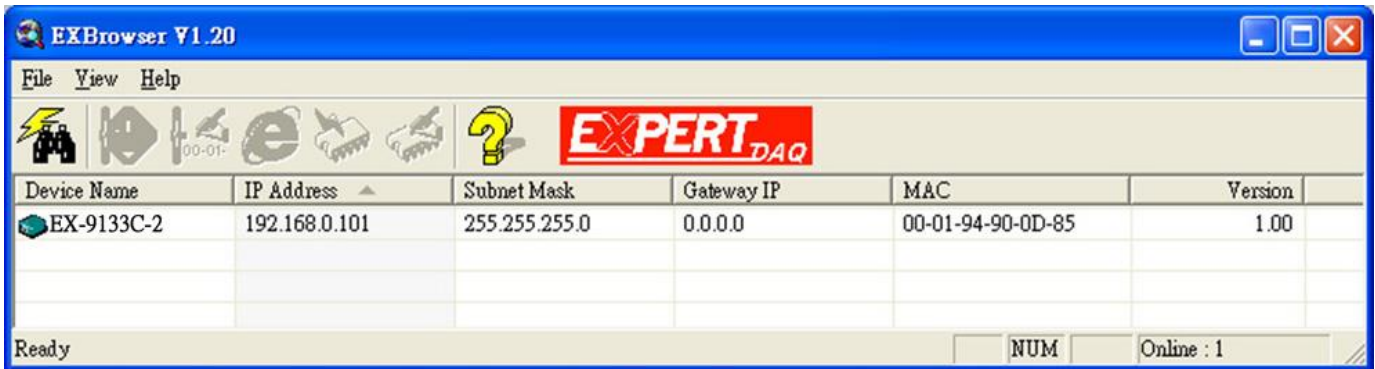 EXBrowser V1.20
File View Help
00-01-
EXPERT DAQ
Device Name IP Address Subnet Mask Gateway IP MAC Version
EX-9133C-2 192.168.0.101 255.255.255.0 0.0.0.0 00-01-94-90-0D-85 1.00
Ready NUM Online : 1